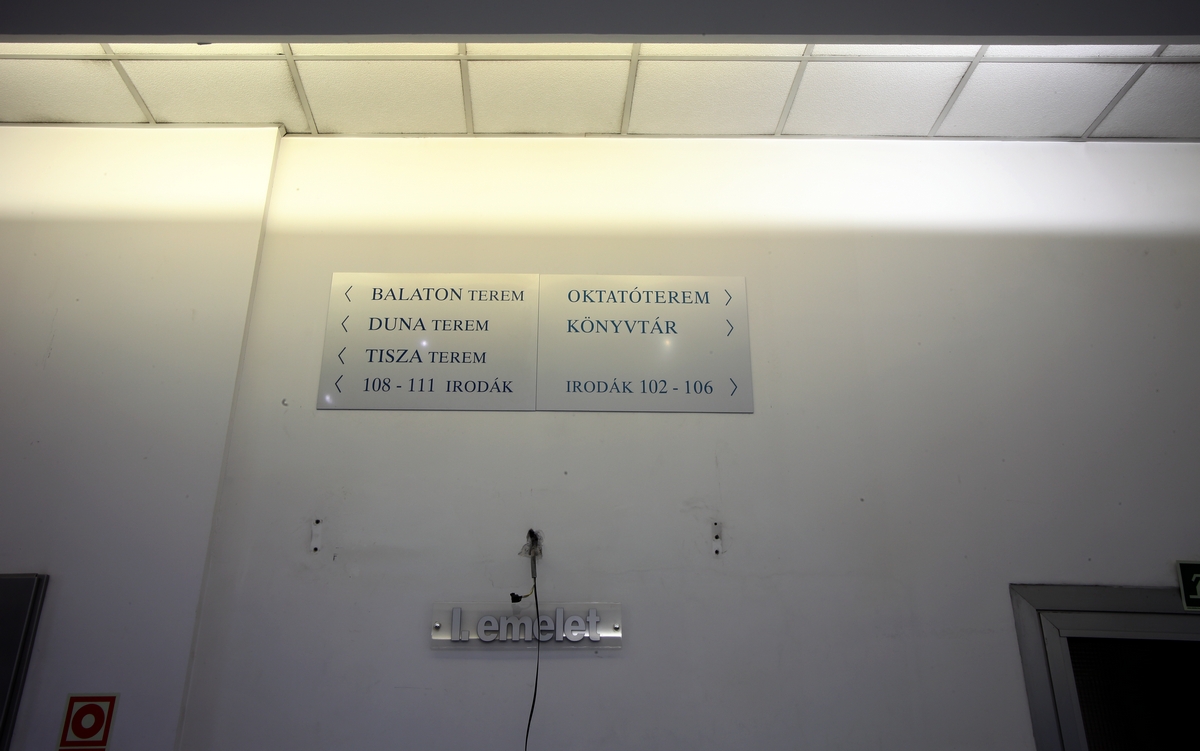 < BALATON TEREM
< DUNA TEREM
< TISZA TEREM
< 108 - 111 IRODÁK
OKTATÓTEREM >
KÖNYVTÁR >
IRODÁK 102 - 106 >
I. emelet